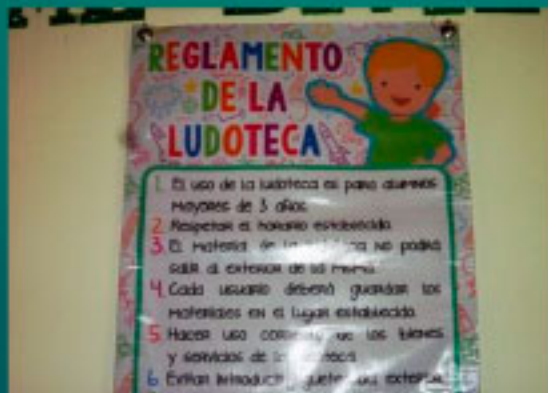 REGLAMENTO
DE LA
LUDOTECA
1. El uso de la ludoteca es para alumnos
mayores de 3 años.
2. Respetar el horario establecido.
3. El material de la no podrá
salir al exterior de la misma.
4. Cada usuario deberá guardar los
materiales en el lugar establecido.
5. Hacer uso de los bienes
y servicios de la
6. Evitar introducir